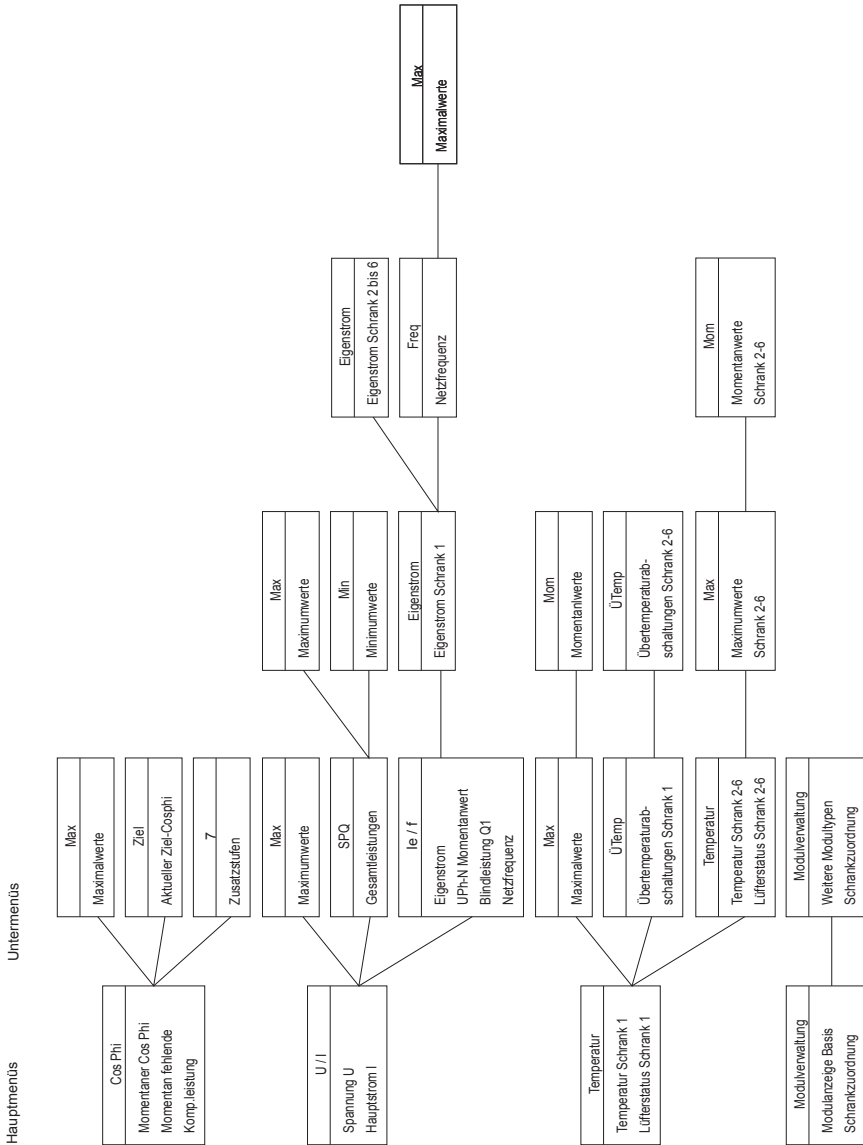 Hauptmenüs
Untermenüs
Cos Phi
Momentaner Cos Phi
Momentan fehlende
Komp.leistung
Max
Maximalwerte
Ziel
Aktueller Ziel-Cosphi
7
Zusatzstufen
U / I
Spannung U
Hauptstrom I
Max
Maximumwerte
SPQ
Gesamtleistungen
Ie / f
Eigenstrom
UPh-N Momentanwert
Blindleistung Q1
Netzfrequenz
Max
Maximumwerte
Min
Minimumwerte
Eigenstrom
Eigenstrom Schrank 1
Eigenstrom
Eigenstrom Schrank 2 bis 6
Freq
Netzfrequenz
Max
Maximalwerte
Temperatur
Temperatur Schrank 1
Lüfterstatus Schrank 1
Max
Maximalwerte
ÜTemp
Übertemperaturab-
schaltungen Schrank 1
Temperatur
Temperatur Schrank 2-6
Lüfterstatus Schrank 2-6
Mom
Momentanlwerte
ÜTemp
Übertemperaturab-
schaltungen Schrank 2-6
Max
Maximumwerte
Schrank 2-6
Mom
Momentanwerte
Schrank 2-6
Modulverwaltung
Modulanzeige Basis
Schrankzuordnung
Modulverwaltung
Weitere Modultypen
Schrankzuordnung